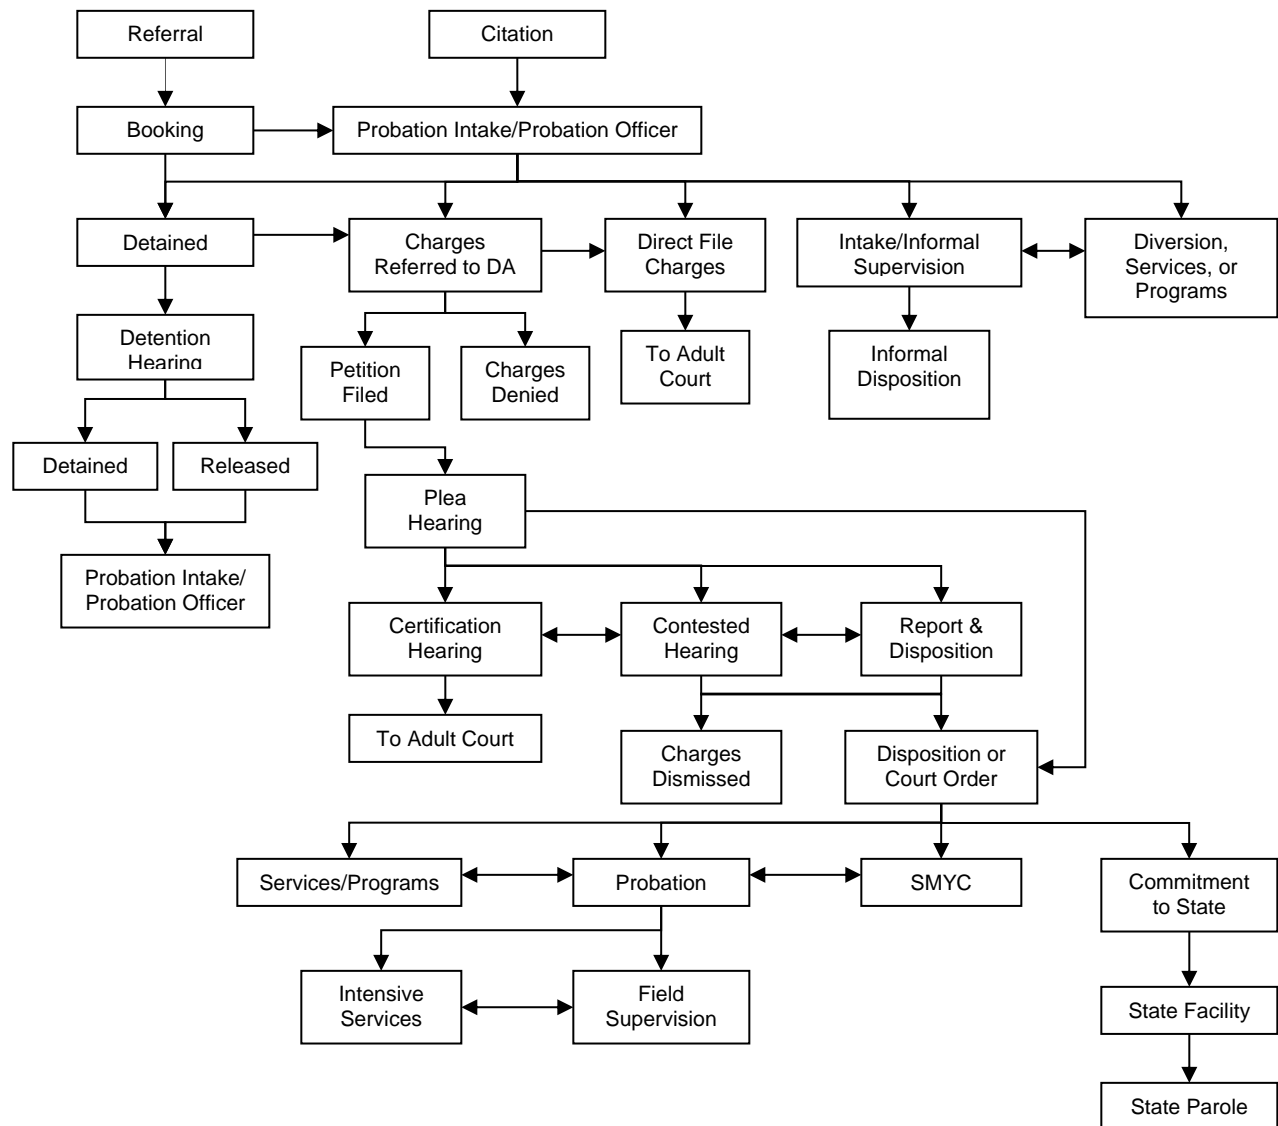 Referral
Citation
Booking
Probation Intake/Probation Officer
Detained
Charges
Referred to DA
Direct File
Charges
Intake/Informal
Supervision
Diversion,
Services, or
Programs
Detention
Hearing
Petition
Filed
Charges
Denied
To Adult
Court
Informal
Disposition
Detained
Released
Plea
Hearing
Probation Intake/
Probation Officer
Certification
Hearing
Contested
Hearing
Report &
Disposition
To Adult Court
Charges
Dismissed
Disposition or
Court Order
Services/Programs
Probation
SMYC
Commitment
to State
Intensive
Services
Field
Supervision
State Facility
State Parole